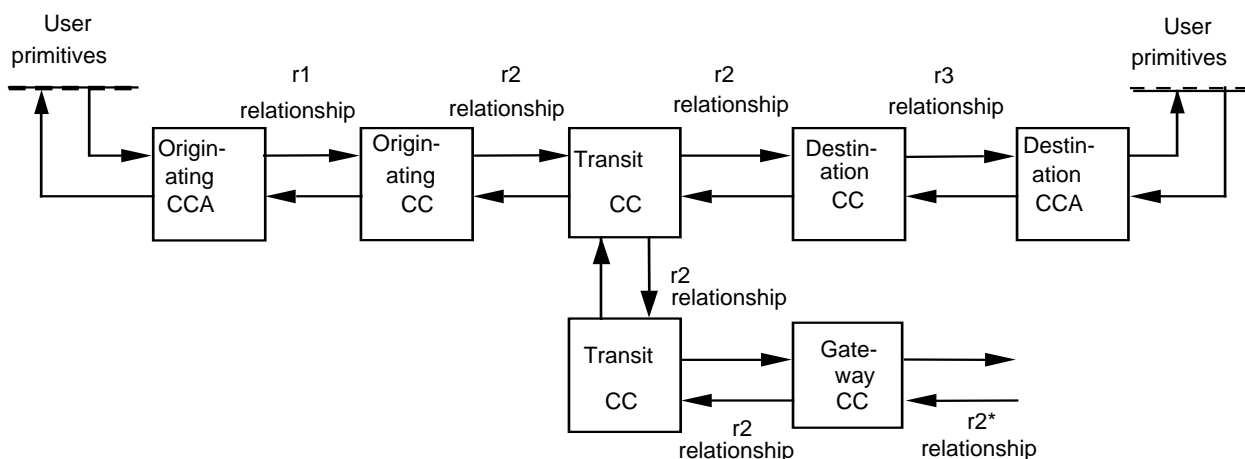 User
primitives
User
primitives
r1
relationship
r2
relationship
r2
relationship
r3
relationship
Origin-
ating
CCA
Origin-
ating
CC
Transit
CC
Destin-
ation
CC
Destin-
ation
CCA
r2
relationship
Transit
CC
Gate-
way
CC
r2
relationship
r2*
relationship